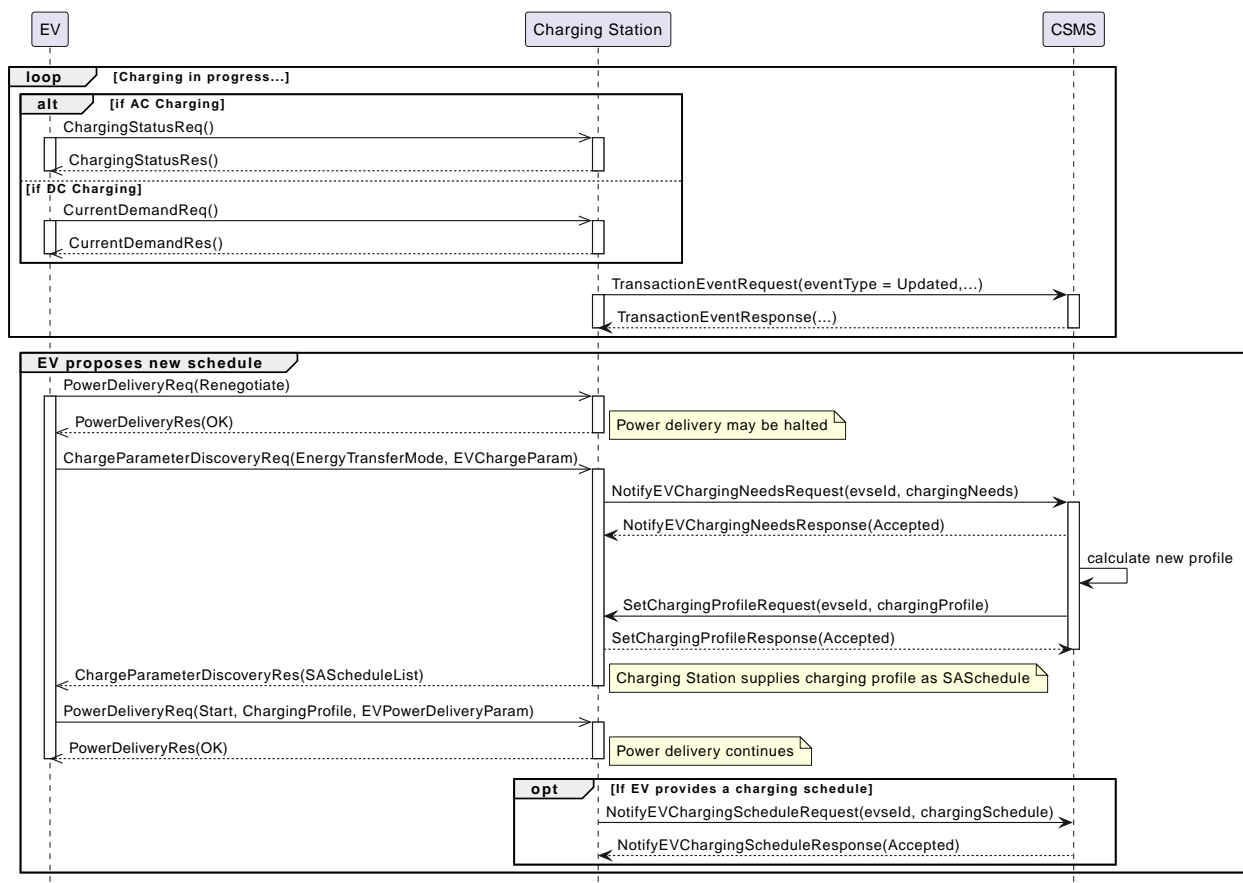 EV
Charging Station
CSMS
loop [Charging in progress...]
alt [if AC Charging]
ChargingStatusReq()
ChargingStatusRes()
[if DC Charging]
CurrentDemandReq()
CurrentDemandRes()
TransactionEventRequest(eventType = Updated,...)
TransactionEventResponse(...)
EV proposes new schedule
PowerDeliveryReq(Renegotiate)
PowerDeliveryRes(OK)
Power delivery may be halted
ChargeParameterDiscoveryReq(EnergyTransferMode, EVChargeParam)
NotifyEVChargingNeedsRequest(evseId, chargingNeeds)
NotifyEVChargingNeedsResponse(Accepted)
calculate new profile
SetChargingProfileRequest(evseId, chargingProfile)
SetChargingProfileResponse(Accepted)
ChargeParameterDiscoveryRes(SAScheduleList)
Charging Station supplies charging profile as SASchedule
PowerDeliveryReq(Start, ChargingProfile, EVPowerDeliveryParam)
PowerDeliveryRes(OK)
Power delivery continues
opt [If EV provides a charging schedule]
NotifyEVChargingScheduleRequest(evseId, chargingSchedule)
NotifyEVChargingScheduleResponse(Accepted)